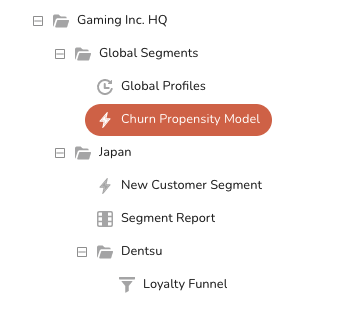 Gaming Inc. HQ
Global Segments
Global Profiles
Churn Propensity Model
Japan
New Customer Segment
Segment Report
Dentsu
Loyalty Funnel